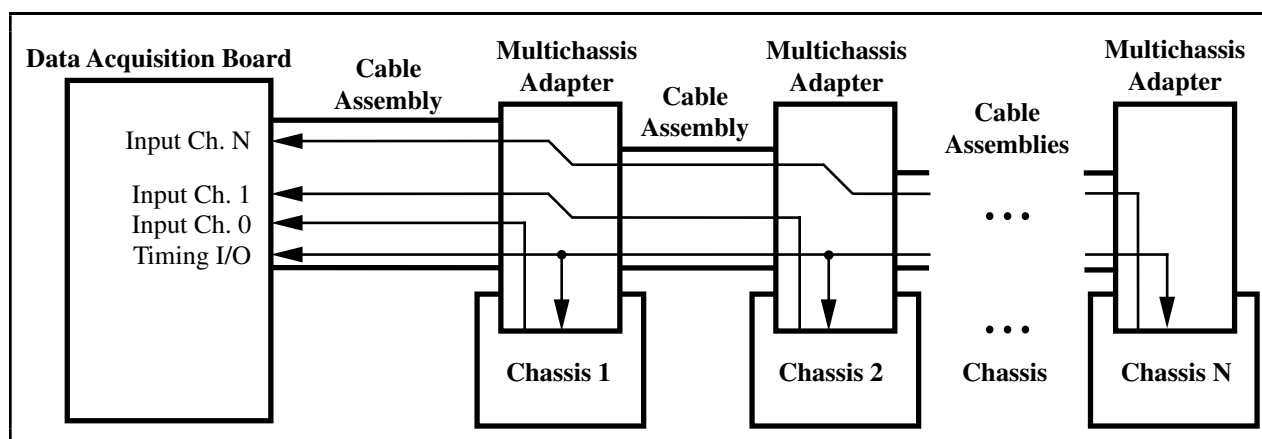 Data Acquisition Board
Cable
Assembly
Multichassis
Adapter
Cable
Assembly
Multichassis
Adapter
Cable
Assemblies
Multichassis
Adapter
Input Ch. N
Input Ch. 1
Input Ch. 0
Timing I/O
• • •
• • •
Chassis 1
Chassis 2
Chassis
Chassis N